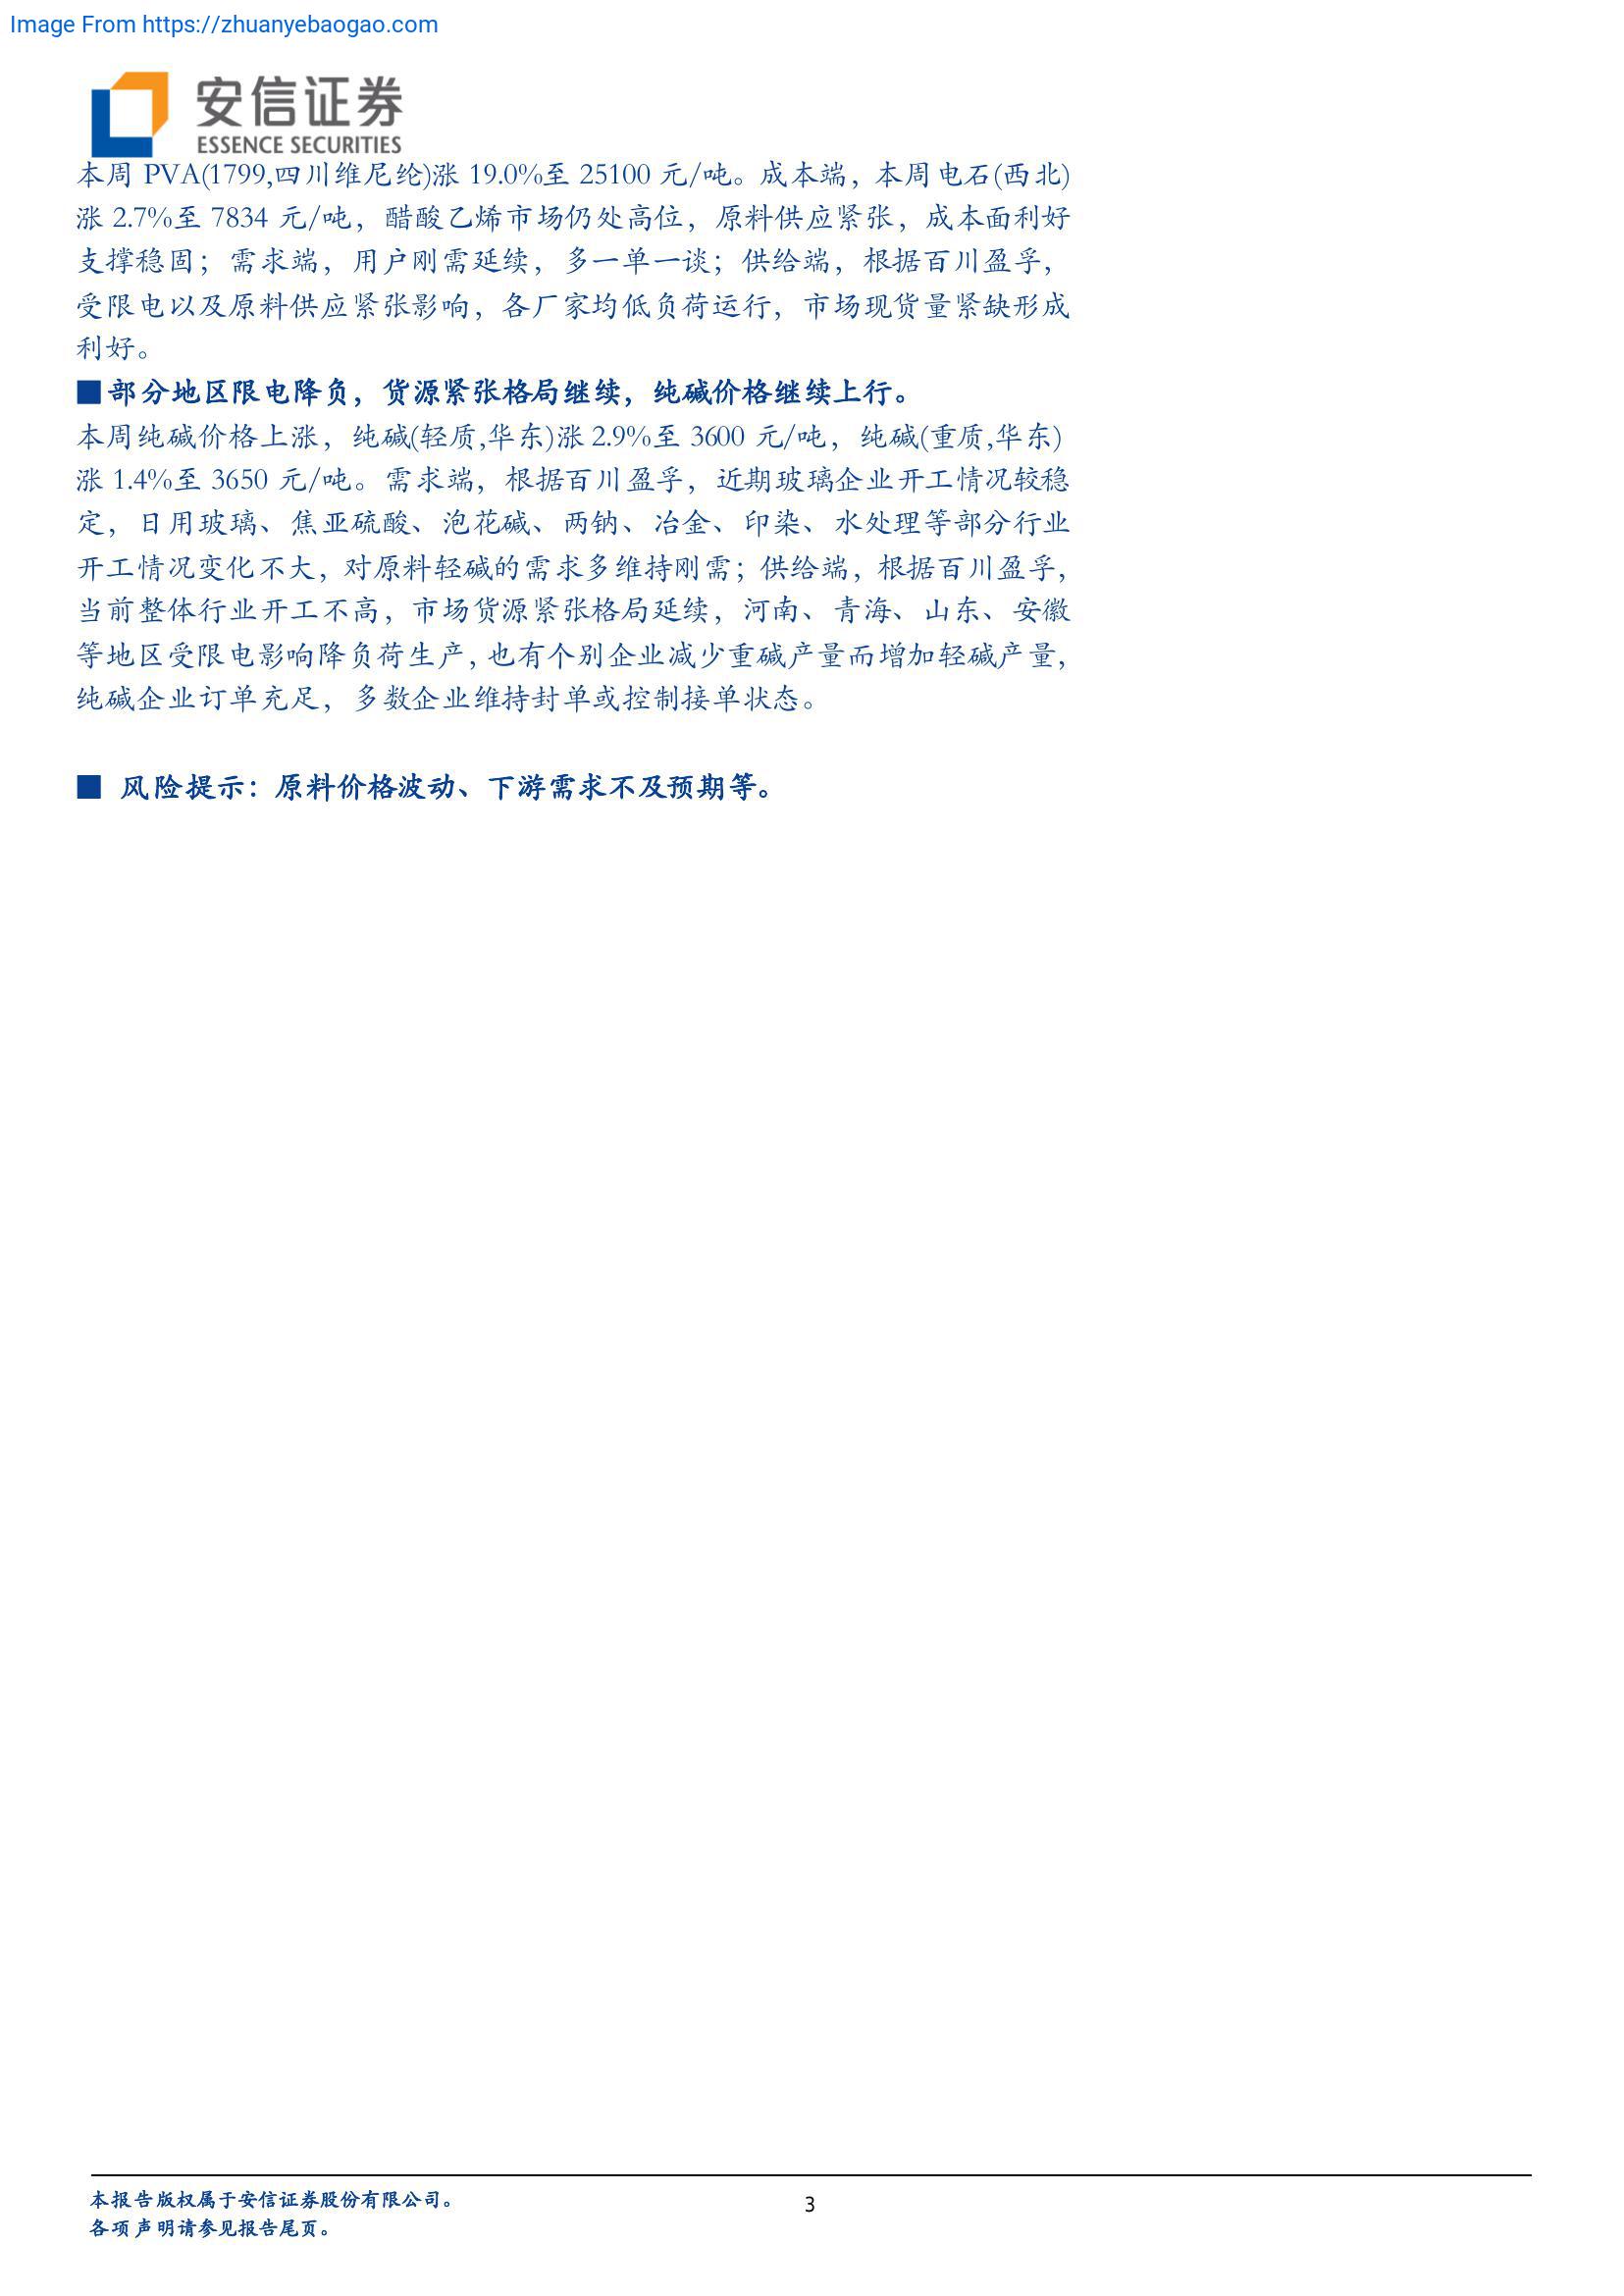 Image From https://zhuanyebaogao.com
安信证券
ESSENCE SECURITIES
本周 PVA(1799,四川维尼纶)涨 19.0%至 25100 元/吨。成本端，本周电石(西北)
涨 2.7%至 7834 元/吨，醋酸乙烯市场仍处高位，原料供应紧张，成本面利好
支撑稳固；需求端，用户刚需延续，多一单一谈；供给端，根据百川盈孚，
受限电以及原料供应紧张影响，各厂家均低负荷运行，市场现货量紧缺形成
利好。
■部分地区限电降负，货源紧张格局继续，纯碱价格继续上行。
本周纯碱价格上涨，纯碱(轻质,华东)涨 2.9%至 3600 元/吨，纯碱(重质,华东)
涨 1.4%至 3650 元/吨。需求端，根据百川盈孚，近期玻璃企业开工情况较稳
定，日用玻璃、焦亚硫酸、泡花碱、两钠、冶金、印染、水处理等部分行业
开工情况变化不大，对原料轻碱的需求多维持刚需；供给端，根据百川盈孚，
当前整体行业开工不高，市场货源紧张格局延续，河南、青海、山东、安徽
等地区受限电影响降负荷生产，也有个别企业减少重碱产量而增加轻碱产量，
纯碱企业订单充足，多数企业维持封单或控制接单状态。
■ 风险提示：原料价格波动、下游需求不及预期等。
本报告版权属于安信证券股份有限公司。
3
各项声明请参见报告尾页。